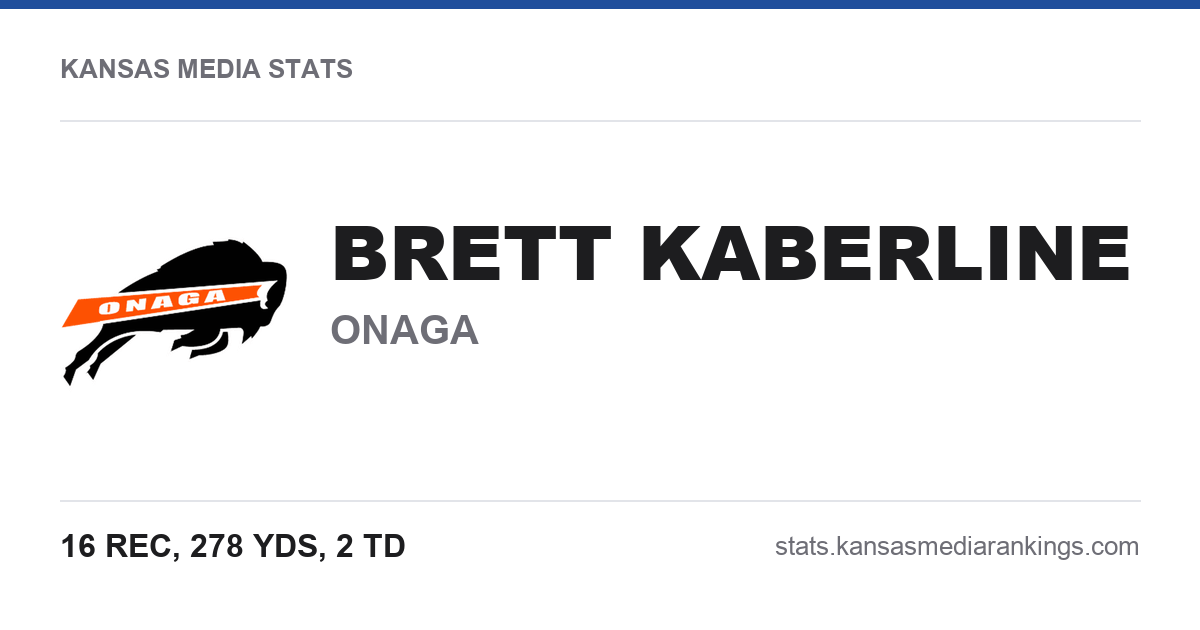 KANSAS MEDIA STATS
ONAGA
BRETT KABERLINE
ONAGA
16 REC, 278 YDS, 2 TD
stats.kansasmediarankings.com